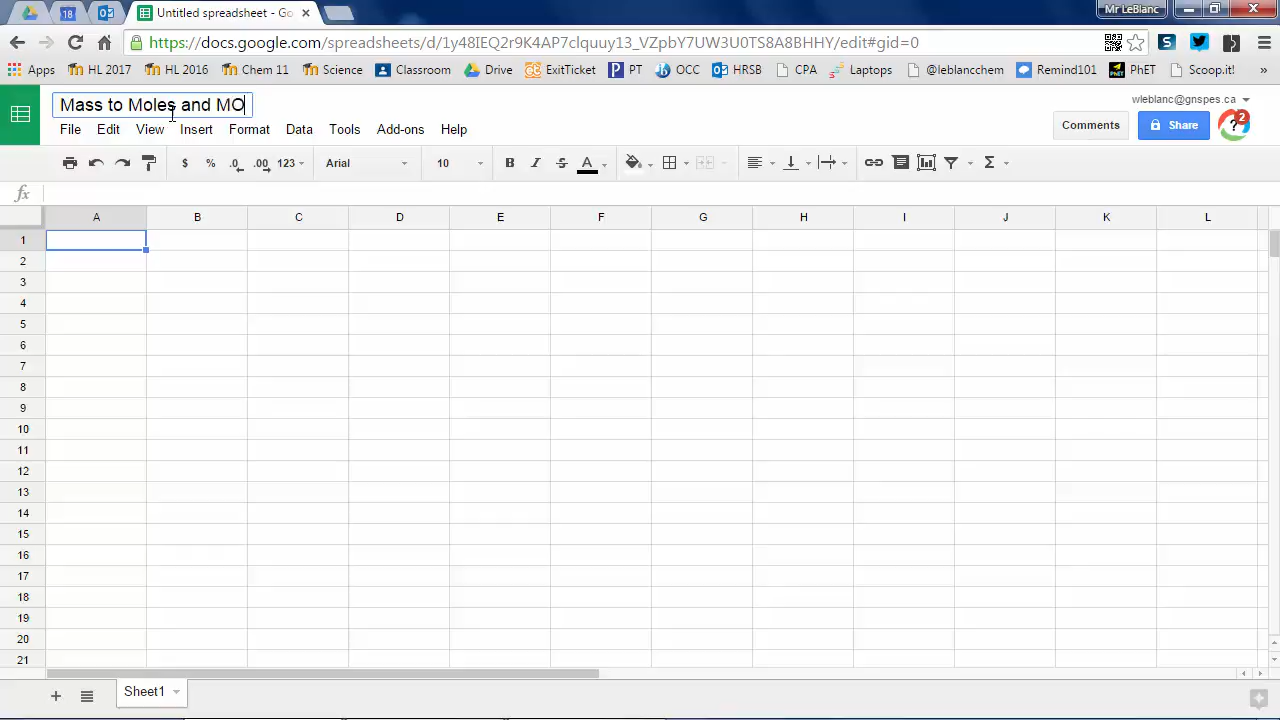 18 Untitled spreadsheet - Go Mr LeBlanc
https://docs.google.com/spreadsheets/d/1y48IEQ2r9K4AP7clquuy13_VZpbY7UW3U0TS8A8BHHY/edit#gid=0
Apps HL 2017 HL 2016 Chem 11 Science Classroom Drive ExitTicket PT OCC HRSB CPA Laptops @leblancchem Remind101 PhET Scoop.it! »
Mass to Moles and MO wleblanc@gnspes.ca
File Edit View Insert Format Data Tools Add-ons Help Comments Share ? 2
$ % .0 .00 123 Arial 10 B I S A Σ
fx
A B C D E F G H I J K L
1
2
3
4
5
6
7
8
9
10
11
12
13
14
15
16
17
18
19
20
21
+ Sheet1